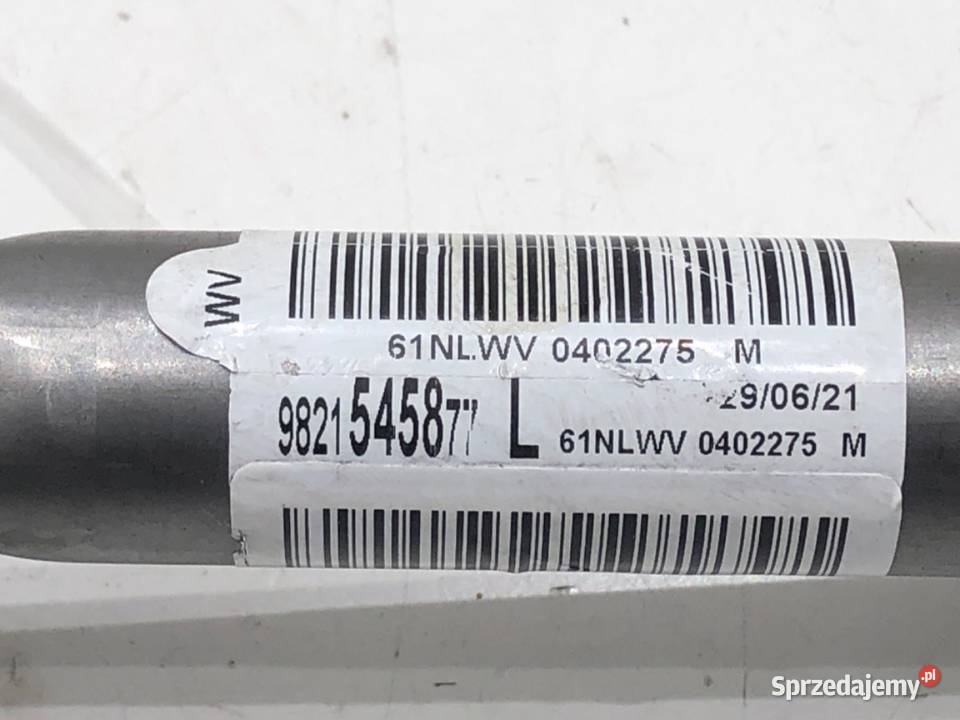 WV
61NLWV 0402275 M
9821545877 L 29/06/21
61NLWV 0402275 M
Sprzedajemy.pl